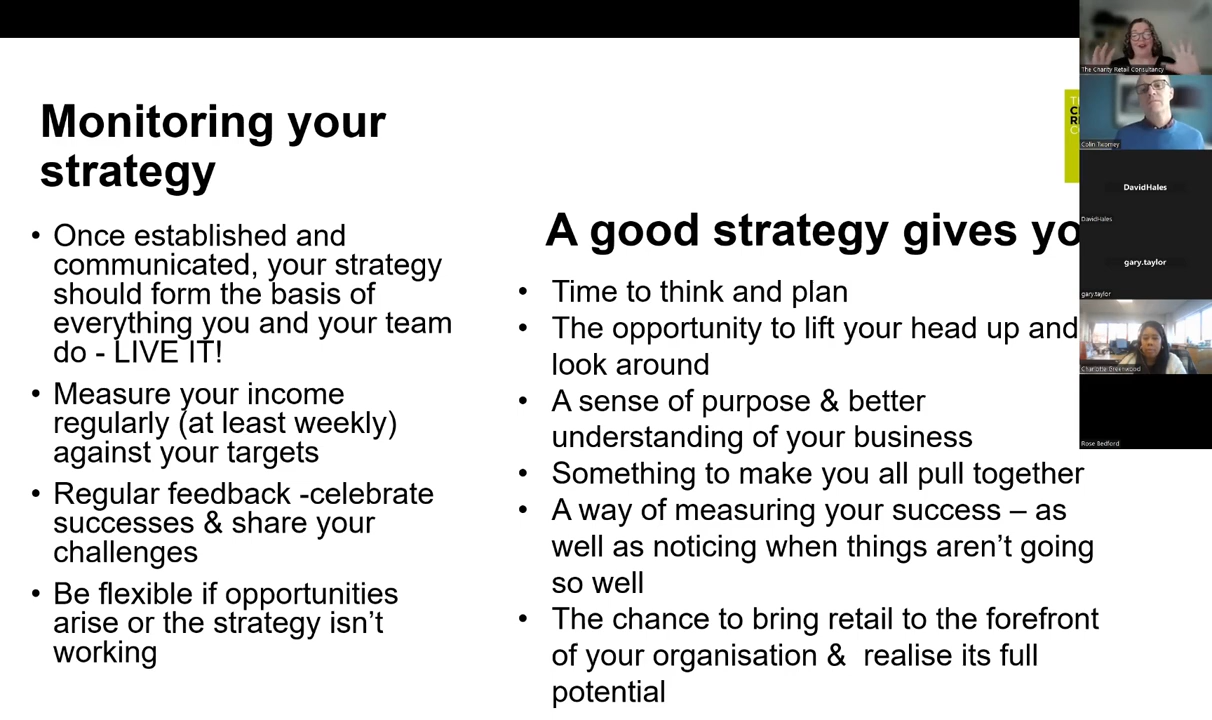 Monitoring your
strategy
• Once established and
communicated, your strategy
should form the basis of
everything you and your team
do - LIVE IT!
• Measure your income
regularly (at least weekly)
against your targets
• Regular feedback -celebrate
successes & share your
challenges
• Be flexible if opportunities
arise or the strategy isn’t
working
A good strategy gives yo
• Time to think and plan
• The opportunity to lift your head up and
look around
• A sense of purpose & better
understanding of your business
• Something to make you all pull together
• A way of measuring your success – as
well as noticing when things aren’t going
so well
• The chance to bring retail to the forefront
of your organisation &  realise its full
potential
The Charity Retail Consultancy
Colin Twomey
DavidHales
DavidHales
gary.taylor
gary.taylor
Charlotte Greenwood
Rose Bedford